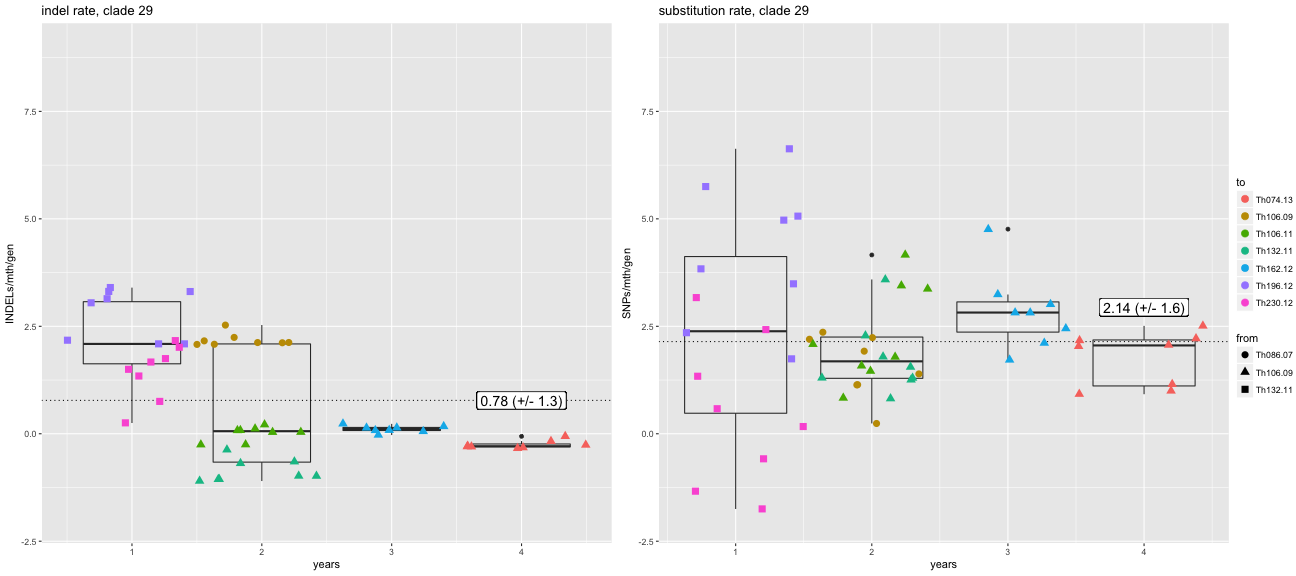 indel rate, clade 29
INDELs/mth/gen
7.5
5.0
2.5
0.0
-2.5
0.78 (+/- 1.3)
1 2 3 4
years
substitution rate, clade 29
SNPs/mth/gen
7.5
5.0
2.5
0.0
-2.5
2.14 (+/- 1.6)
1 2 3 4
years
to
Th074.13
Th106.09
Th106.11
Th132.11
Th162.12
Th196.12
Th230.12
from
Th086.07
Th106.09
Th132.11